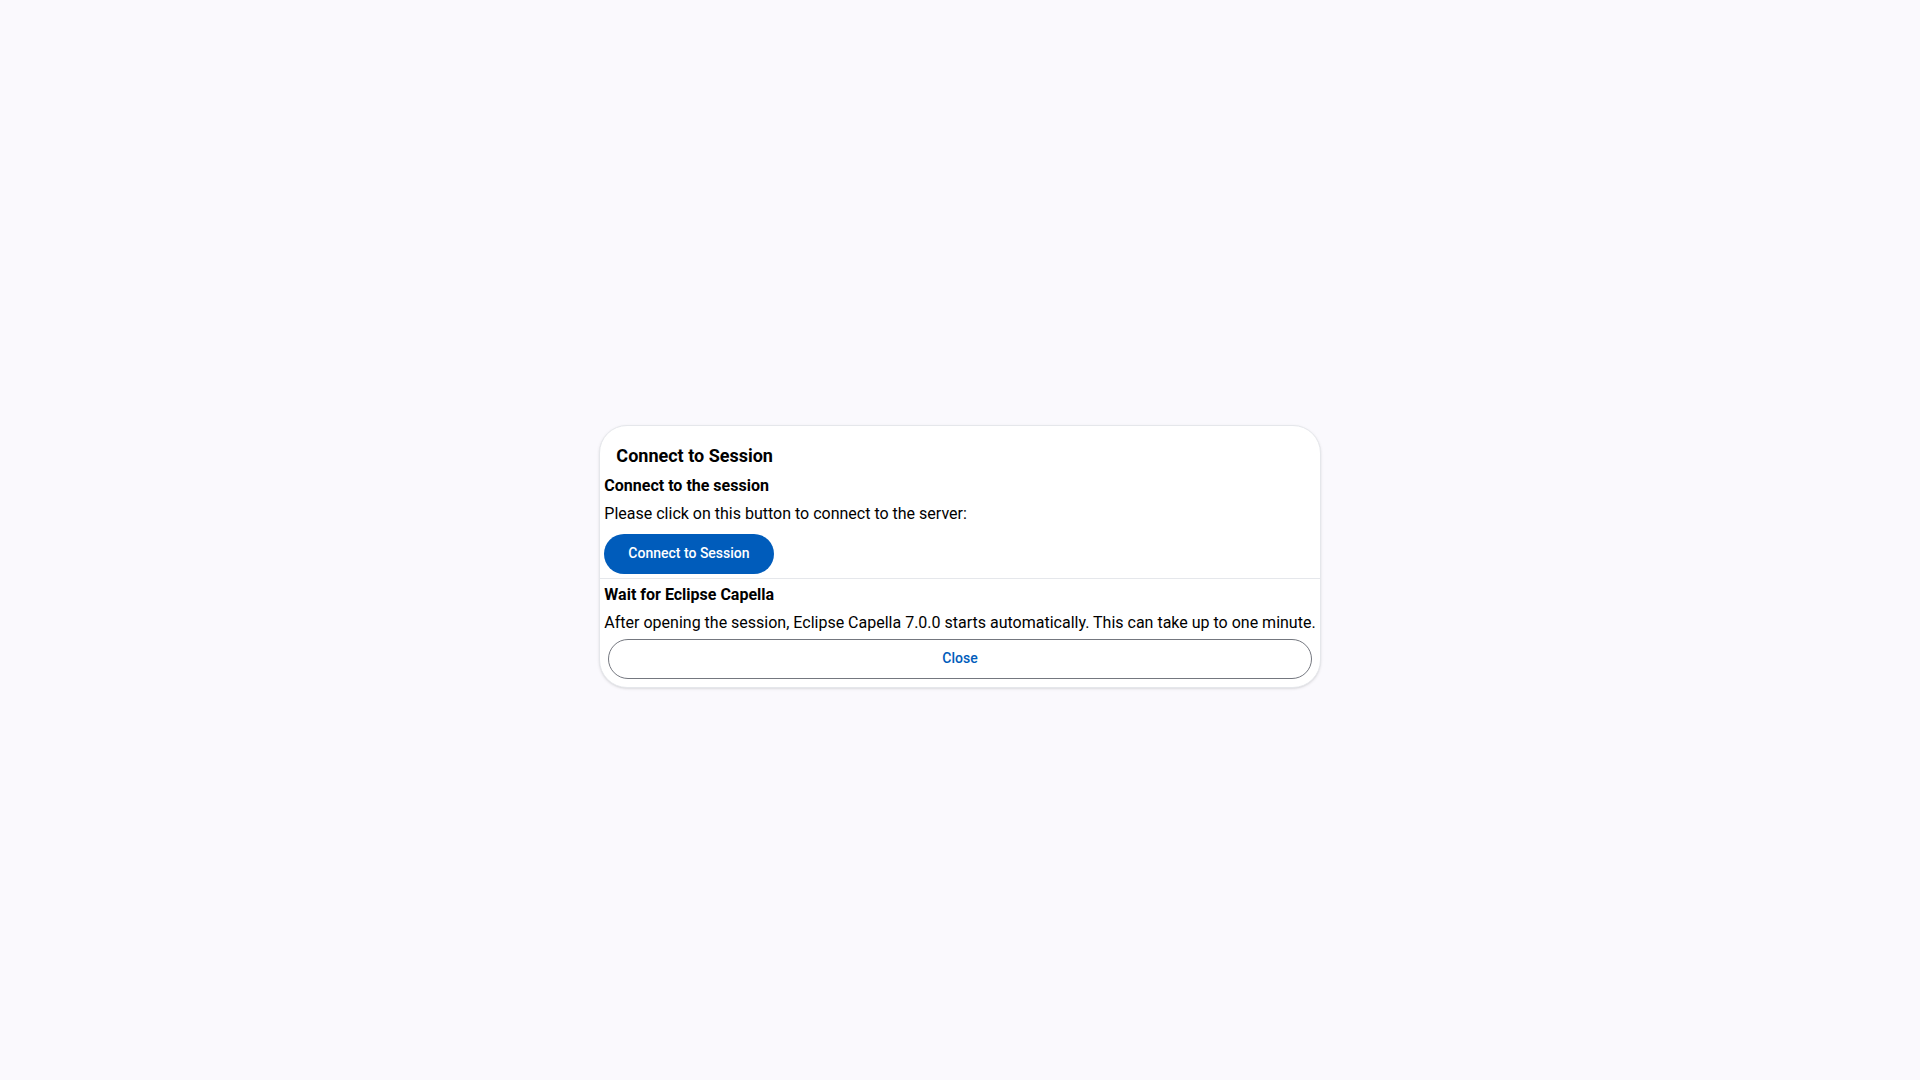 Connect to Session
Connect to the session
Please click on this button to connect to the server:
Connect to Session
Wait for Eclipse Capella
After opening the session, Eclipse Capella 7.0.0 starts automatically. This can take up to one minute.
Close